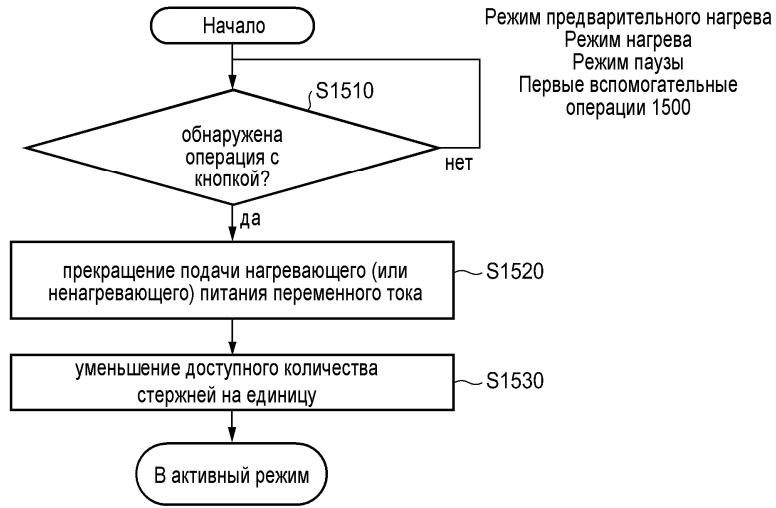 Начало
Режим предварительного нагрева
Режим нагрева
Режим паузы
Первые вспомогательные
операции 1500
S1510
обнаружена
операция с
кнопкой?
нет
да
прекращение подачи нагревающего (или
ненагревающего) питания переменного тока
S1520
уменьшение доступного количества
стержней на единицу
S1530
В активный режим